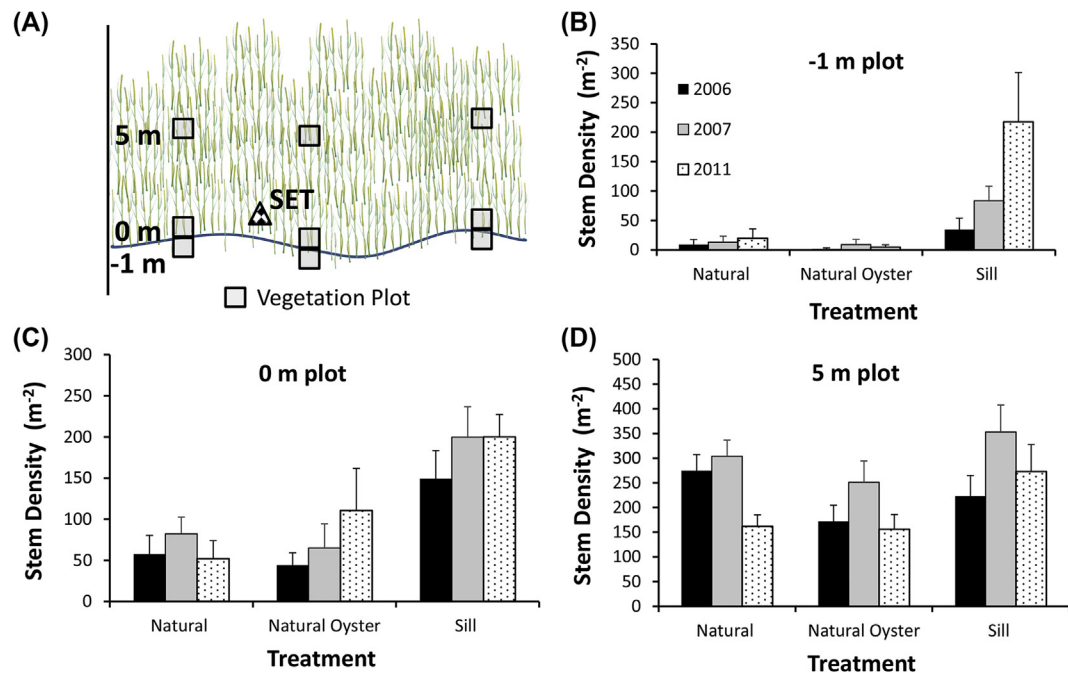 (A)
5 m
SET
0 m
-1 m
Vegetation Plot
(B)
-1 m plot
Stem Density (m-2)
350
300
250
200
150
100
50
0
2006
2007
2011
Natural
Natural Oyster
Sill
Treatment
(C)
0 m plot
Stem Density (m-2)
300
250
200
150
100
50
0
Natural
Natural Oyster
Sill
Treatment
(D)
5 m plot
Stem Density (m-2)
500
450
400
350
300
250
200
150
100
50
0
Natural
Natural Oyster
Sill
Treatment